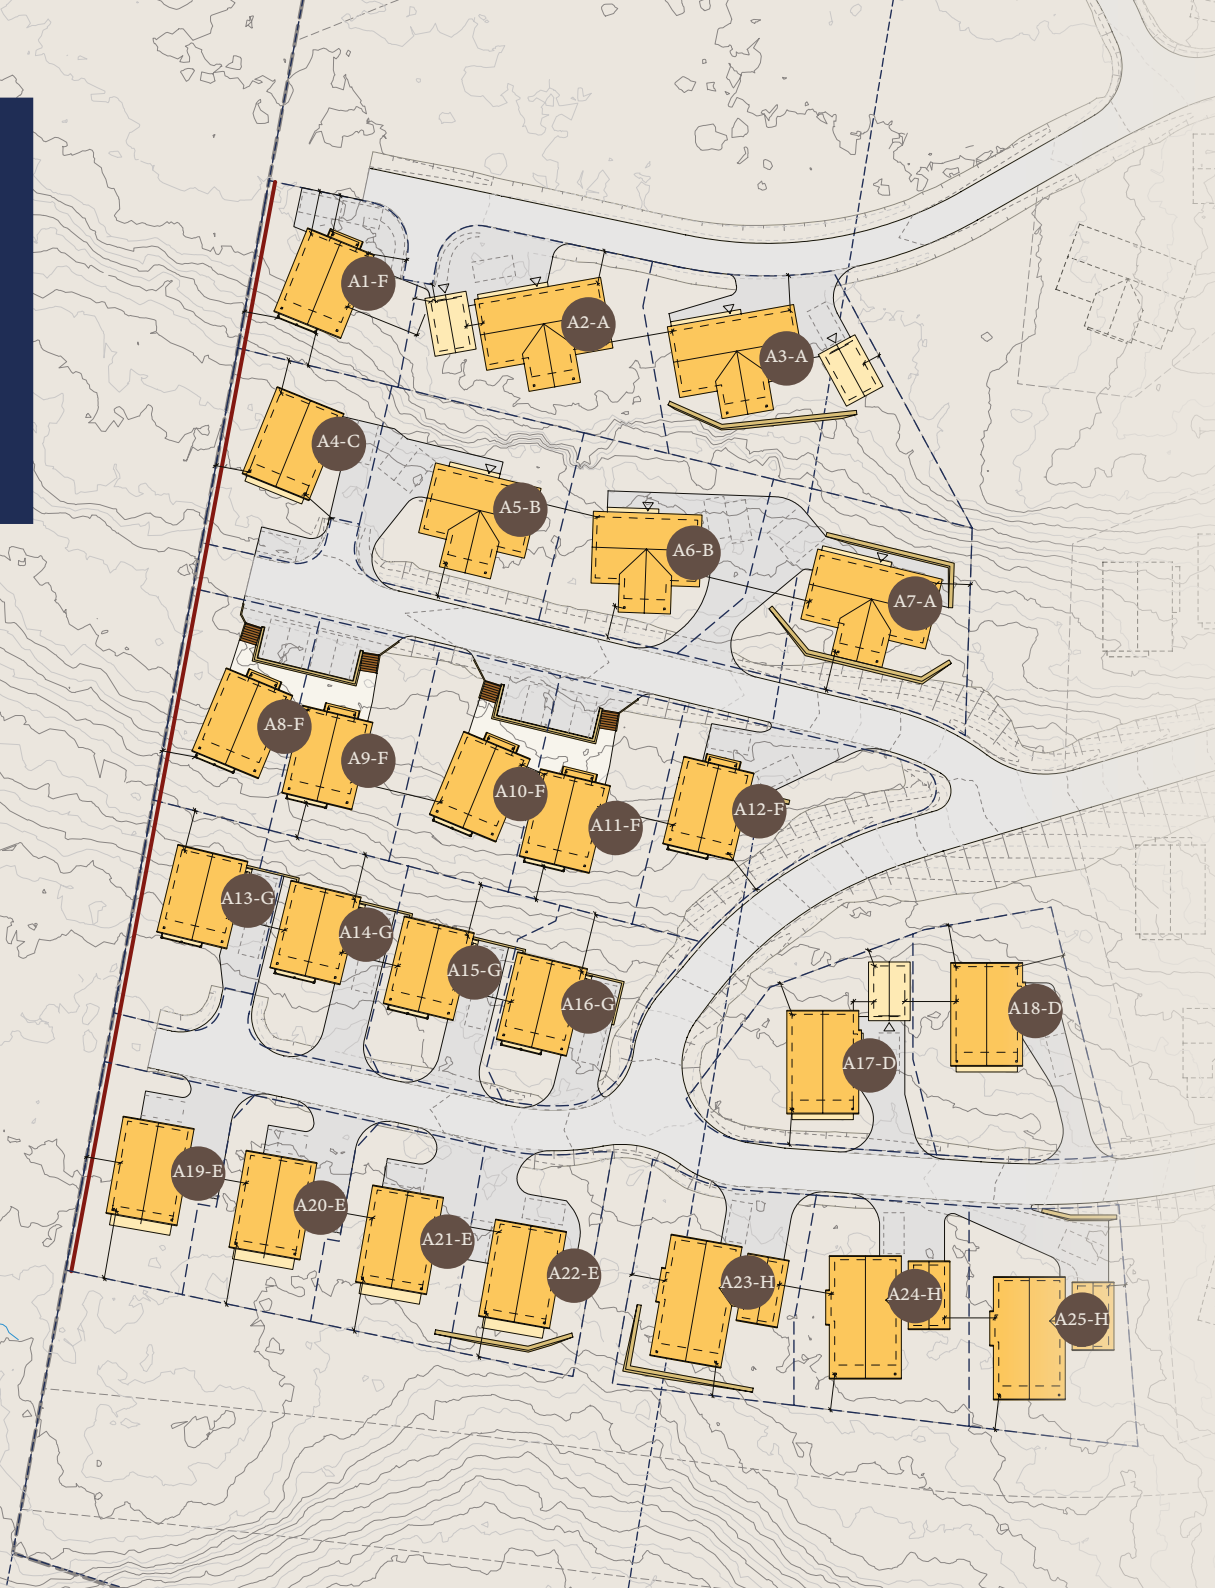 A1-F
A2-A
A3-A
A4-C
A5-B
A6-B
A7-A
A8-F
A9-F
A10-F
A11-F
A12-F
A13-G
A14-G
A15-G
A16-G
A17-D
A18-D
A19-E
A20-E
A21-E
A22-E
A23-H
A24-H
A25-H